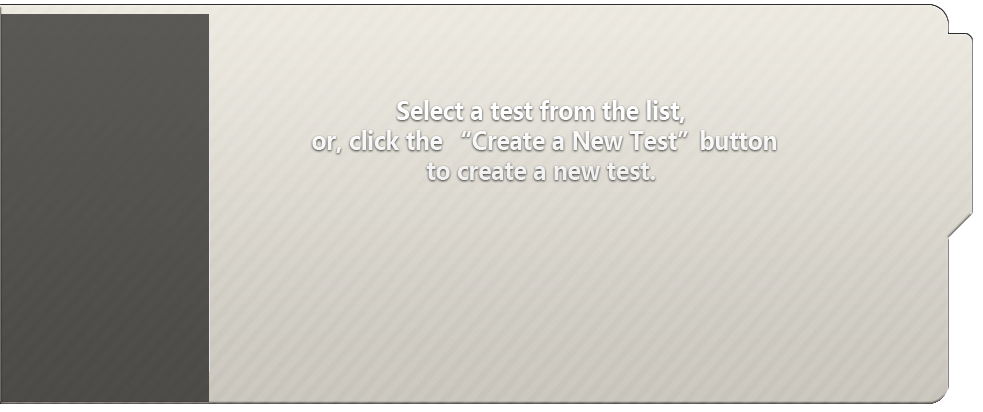 Select a test from the list,
or, click the “Create a New Test” button
to create a new test.